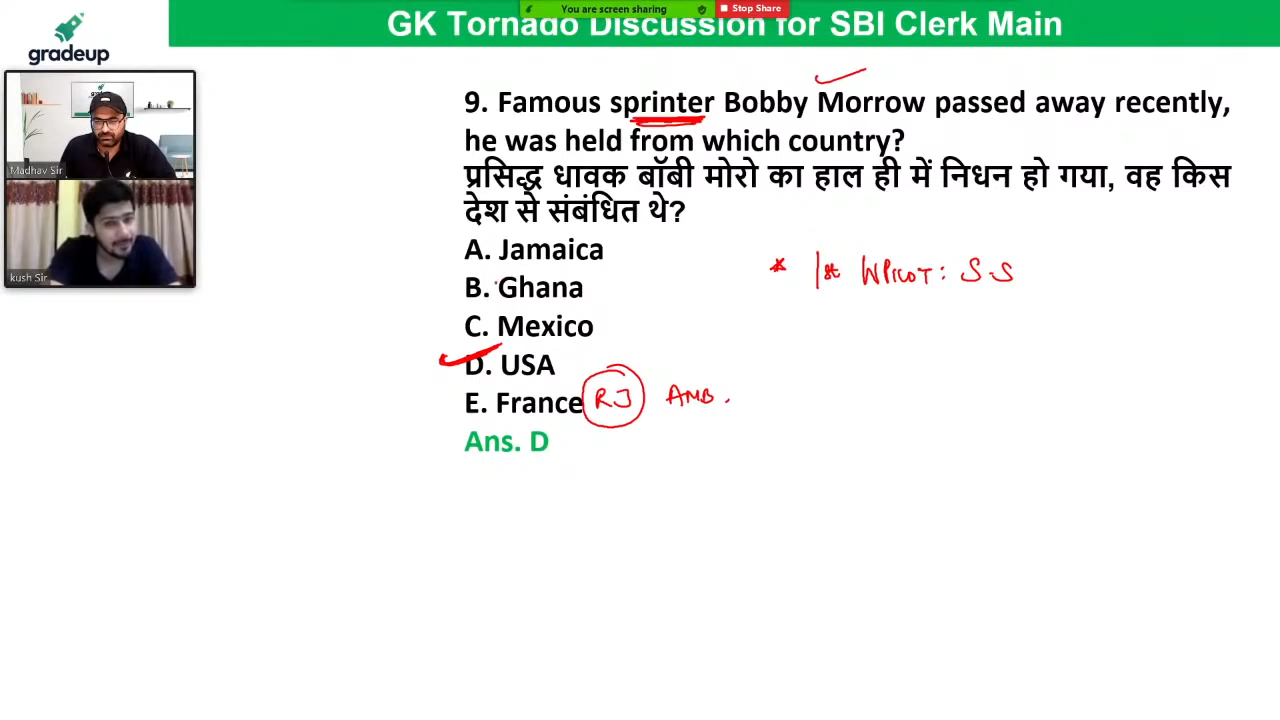 You are screen sharing
Stop Share
gradeup
GK Tornado Discussion for SBI Clerk Main
Madhav Sir
kush Sir
9. Famous sprinter Bobby Morrow passed away recently,
he was held from which country?
प्रसिद्ध धावक बॉबी मोरो का हाल ही में निधन हो गया, वह किस
देश से संबंधित थे?
A. Jamaica
B. Ghana
* 1st : S S
C. Mexico
D. USA
E. France RJ AMB.
Ans. D